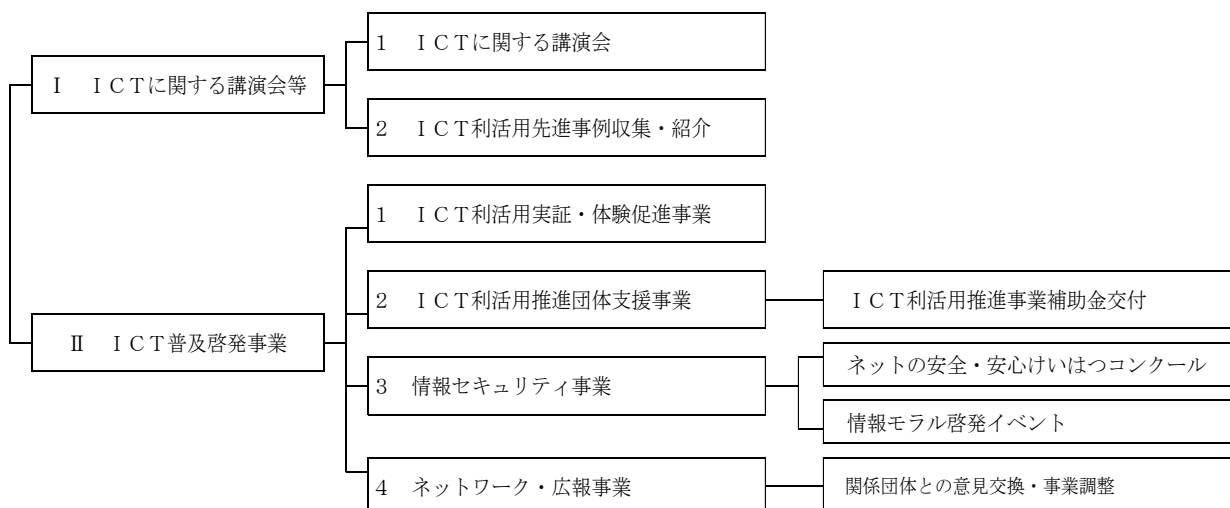 Ⅰ　ＩＣＴに関する講演会等
１　ＩＣＴに関する講演会
２　ＩＣＴ利活用先進事例収集・紹介
Ⅱ　ＩＣＴ普及啓発事業
１　ＩＣＴ利活用実証・体験促進事業
２　ＩＣＴ利活用推進団体支援事業
ＩＣＴ利活用推進事業補助金交付
３　情報セキュリティ事業
ネットの安全・安心けいはつコンクール
情報モラル啓発イベント
４　ネットワーク・広報事業
関係団体との意見交換・事業調整